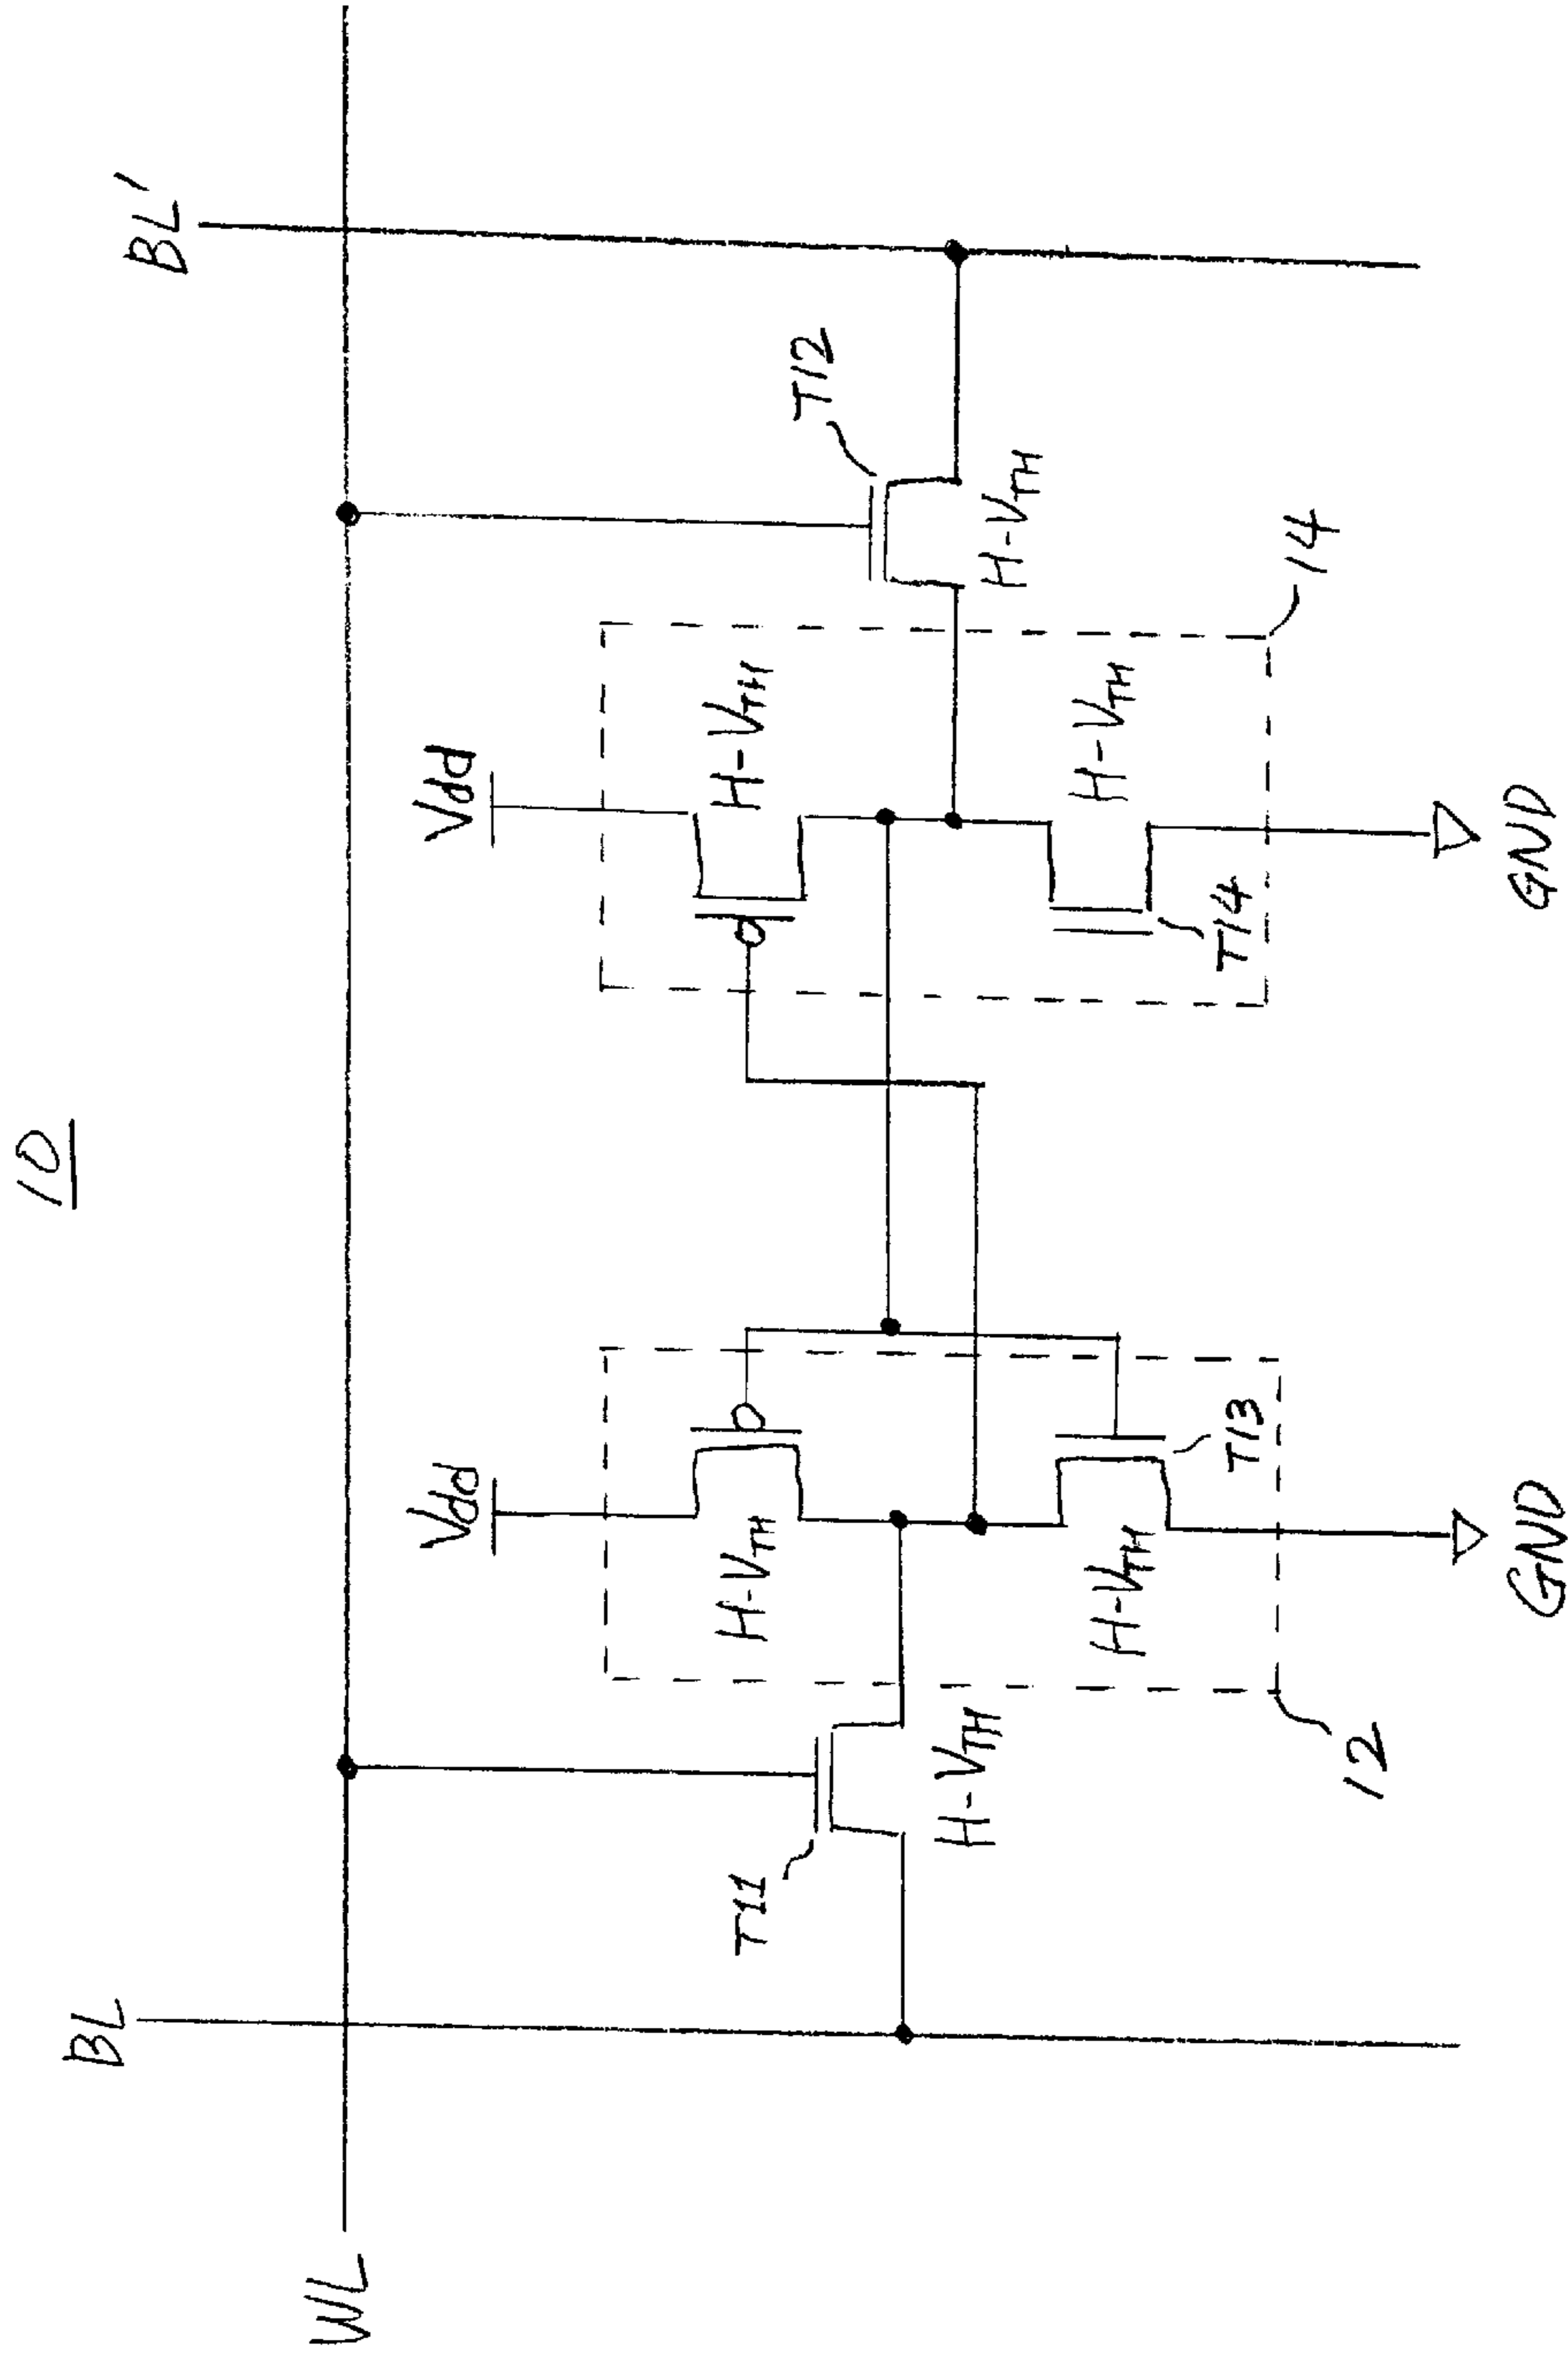 10
BL
BL'
WL
Vdd
Vdd
T11
T12
H-VTH
H-VTH
H-VTH
H-VTH
H-VTH
H-VTH
T13
T14
12
14
GND
GND